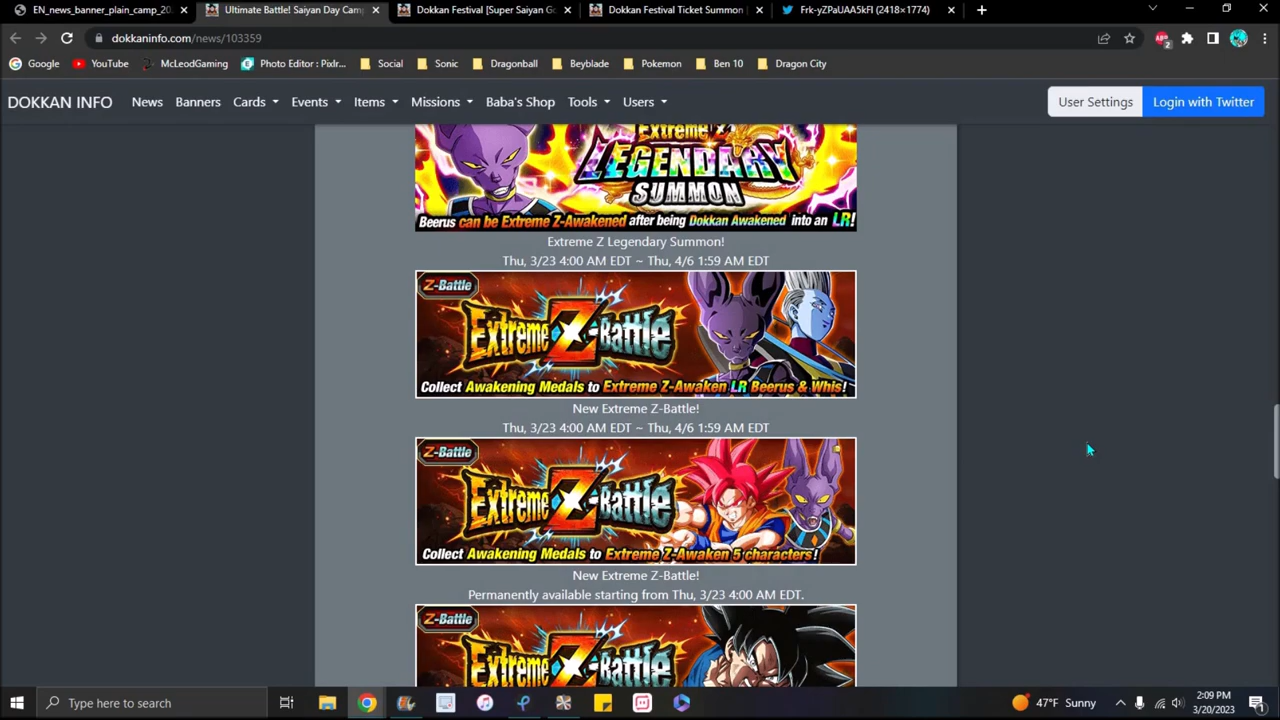 EN_news_banner_plain_camp_20
Ultimate Battle! Saiyan Day Camp
Dokkan Festival [Super Saiyan Go
Dokkan Festival Ticket Summon
Frk-yZPaUAA5kFI (2418×1774)
dokkaninfo.com/news/103359
2
Google
YouTube
McLeodGaming
Photo Editor : Pixlr...
Social
Sonic
Dragonball
Beyblade
Pokemon
Ben 10
Dragon City
DOKKAN INFO
News
Banners
Cards
Events
Items
Missions
Baba's Shop
Tools
Users
User Settings
Login with Twitter
Extreme Z
LEGENDARY
SUMMON
Beerus can be Extreme Z-Awakened after being Dokkan Awakened into an LR!
Extreme Z Legendary Summon!
Thu, 3/23 4:00 AM EDT ~ Thu, 4/6 1:59 AM EDT
Z-Battle
Extreme Z-Battle
Collect Awakening Medals to Extreme Z-Awaken LR Beerus & Whis!
New Extreme Z-Battle!
Thu, 3/23 4:00 AM EDT ~ Thu, 4/6 1:59 AM EDT
Z-Battle
Extreme Z-Battle
Collect Awakening Medals to Extreme Z-Awaken 5 characters!
New Extreme Z-Battle!
Permanently available starting from Thu, 3/23 4:00 AM EDT.
Z-Battle
Extreme Z-Battle
Type here to search
47°F Sunny
2:09 PM
3/20/2023
1